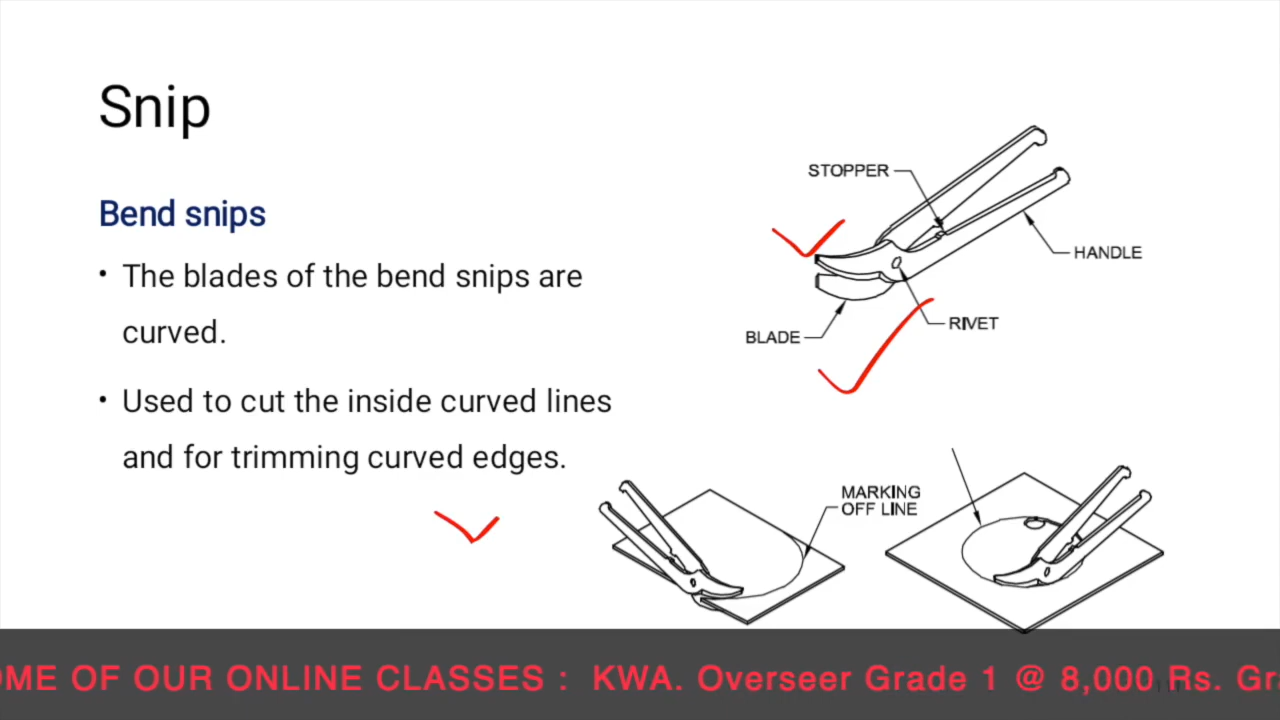 Snip
Bend snips
• The blades of the bend snips are
curved.
• Used to cut the inside curved lines
and for trimming curved edges.
STOPPER
HANDLE
RIVET
BLADE
MARKING
OFF LINE
OME OF OUR ONLINE CLASSES : KWA. Overseer Grade 1 @ 8,000 Rs. Gr